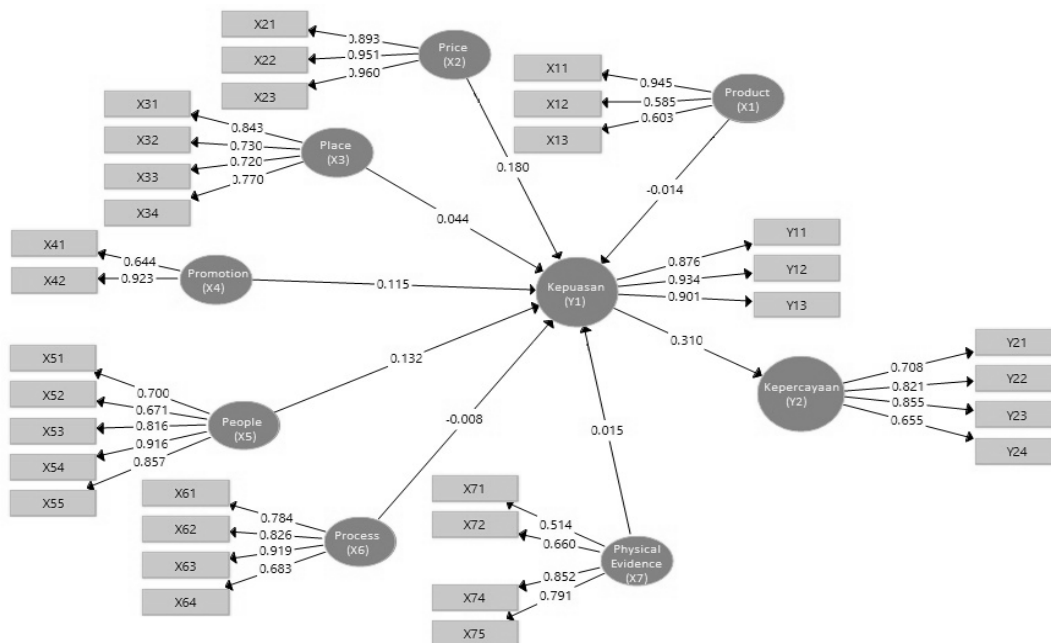 X21
X22
X23
0.893
0.951
0.960
Price
(X2)
X11
X12
X13
0.945
0.585
0.603
Product
(X1)
X31
X32
X33
X34
0.843
0.730
0.720
0.770
Place
(X3)
0.180
-0.014
0.044
X41
X42
0.644
0.923
Promotion
(X4)
0.115
Kepuasan
(Y1)
0.876
0.934
0.901
Y11
Y12
Y13
0.310
X51
X52
X53
X54
X55
0.700
0.671
0.816
0.916
0.857
People
(X5)
0.132
-0.008
0.015
Kepercayaan
(Y2)
0.708
0.821
0.855
0.655
Y21
Y22
Y23
Y24
X61
X62
X63
X64
0.784
0.826
0.919
0.683
Process
(X6)
X71
X72
X74
X75
0.514
0.660
0.852
0.791
Physical
Evidence
(X7)